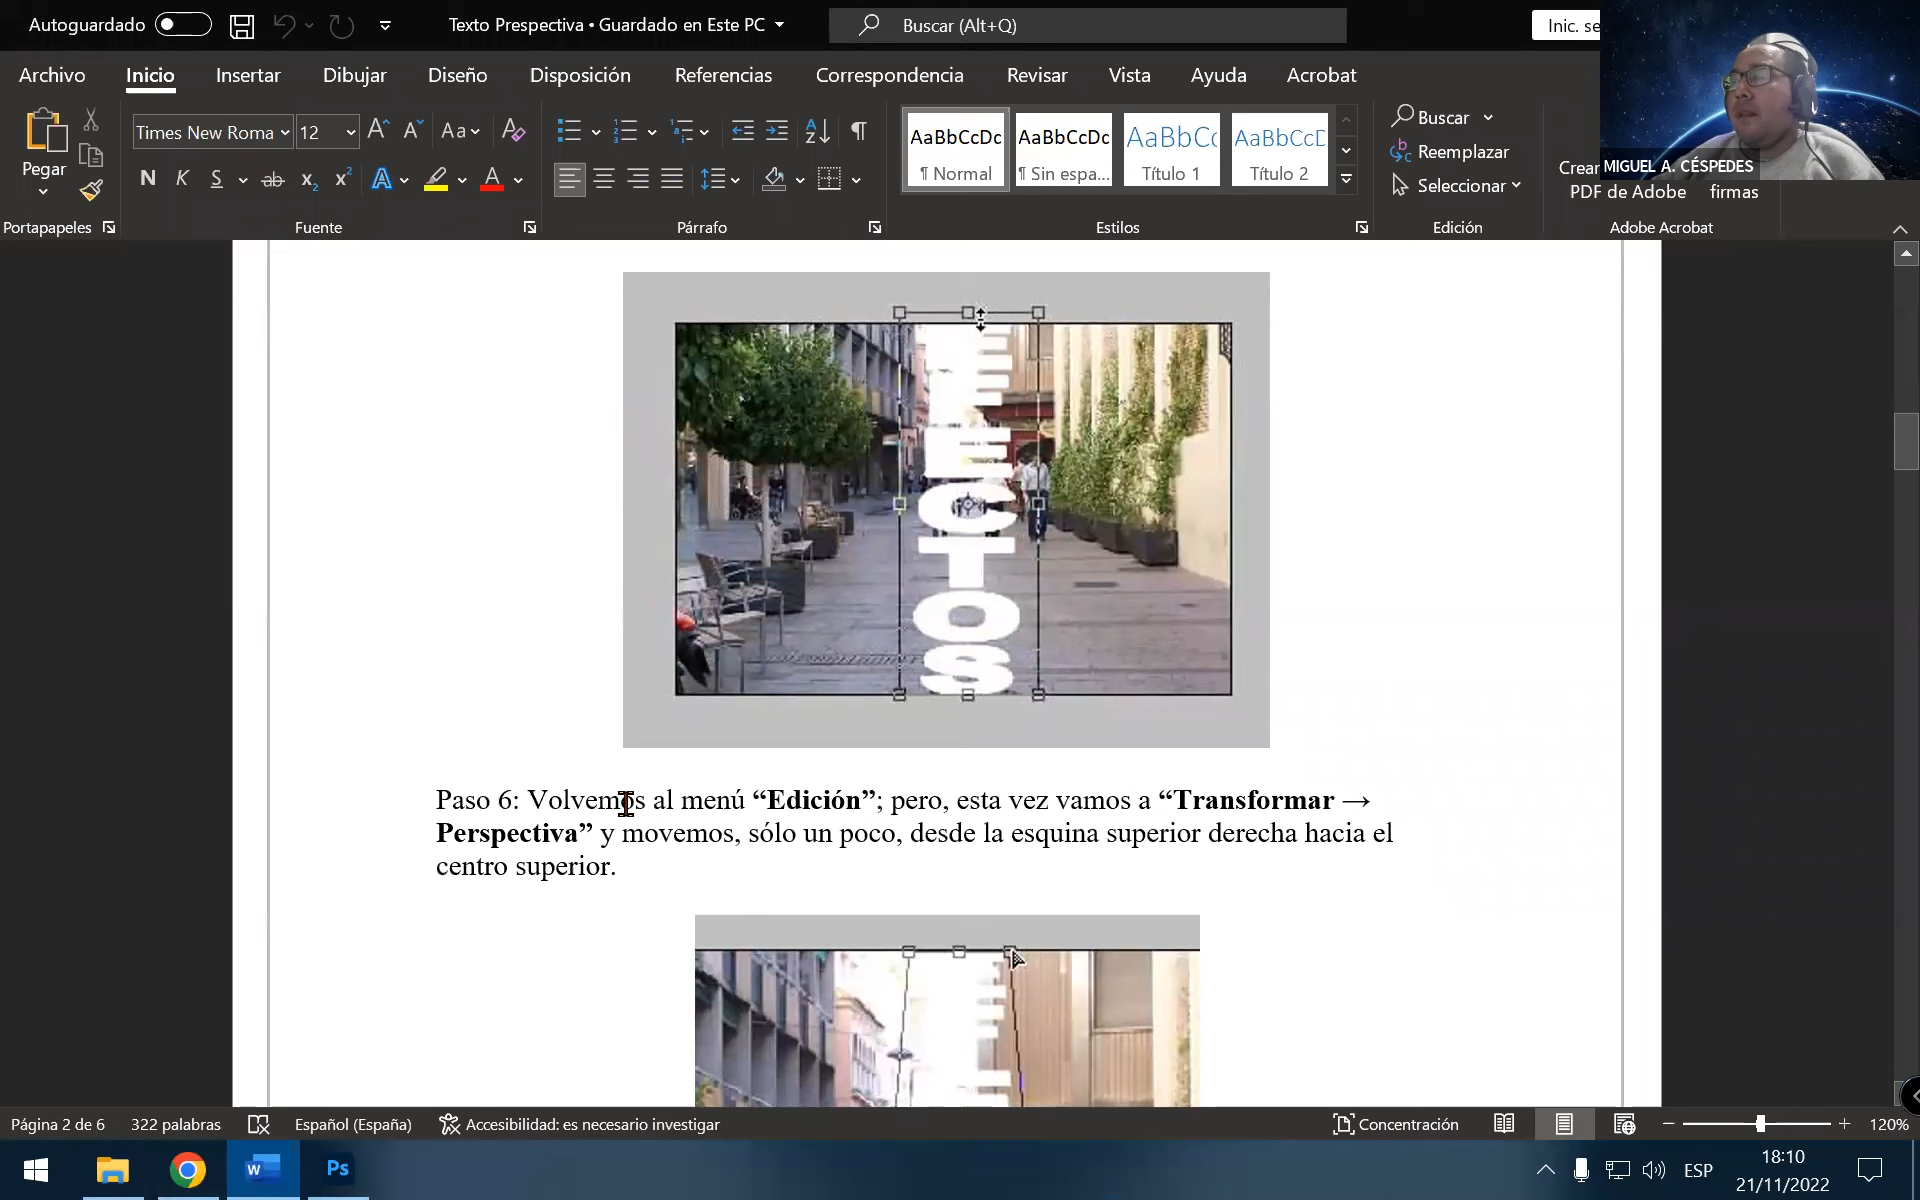 Autoguardado
Texto Prespectiva • Guardado en Este PC
Buscar (Alt+Q)
Inic. se
Archivo Inicio Insertar Dibujar Diseño Disposición Referencias Correspondencia Revisar Vista Ayuda Acrobat
Times New Roma 12
Pegar
N K S ab x₂ x²
AaBbCcDc AaBbCcDc AaBbCc AaBbCcD
¶ Normal ¶ Sin espa... Título 1 Título 2
Buscar
Reemplazar
Seleccionar
Crear
PDF de Adobe firmas
MIGUEL A. CÉSPEDES
Portapapeles Fuente Párrafo Estilos Edición Adobe Acrobat
E
F
E
C
T
O
S
Paso 6: Volvemos al menú “Edición”; pero, esta vez vamos a “Transformar →
Perspectiva” y movemos, sólo un poco, desde la esquina superior derecha hacia el
centro superior.
Página 2 de 6 322 palabras Español (España) Accesibilidad: es necesario investigar Concentración 120%
W Ps ESP 18:10
21/11/2022